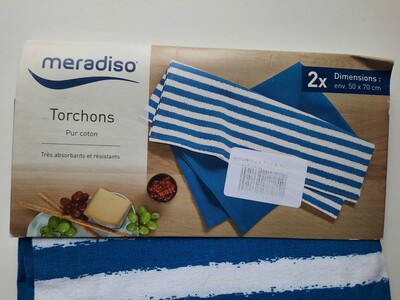 meradiso®
Torchons
Pur coton
Très absorbants et résistants
2x
Dimensions :
env. 50 x 70 cm